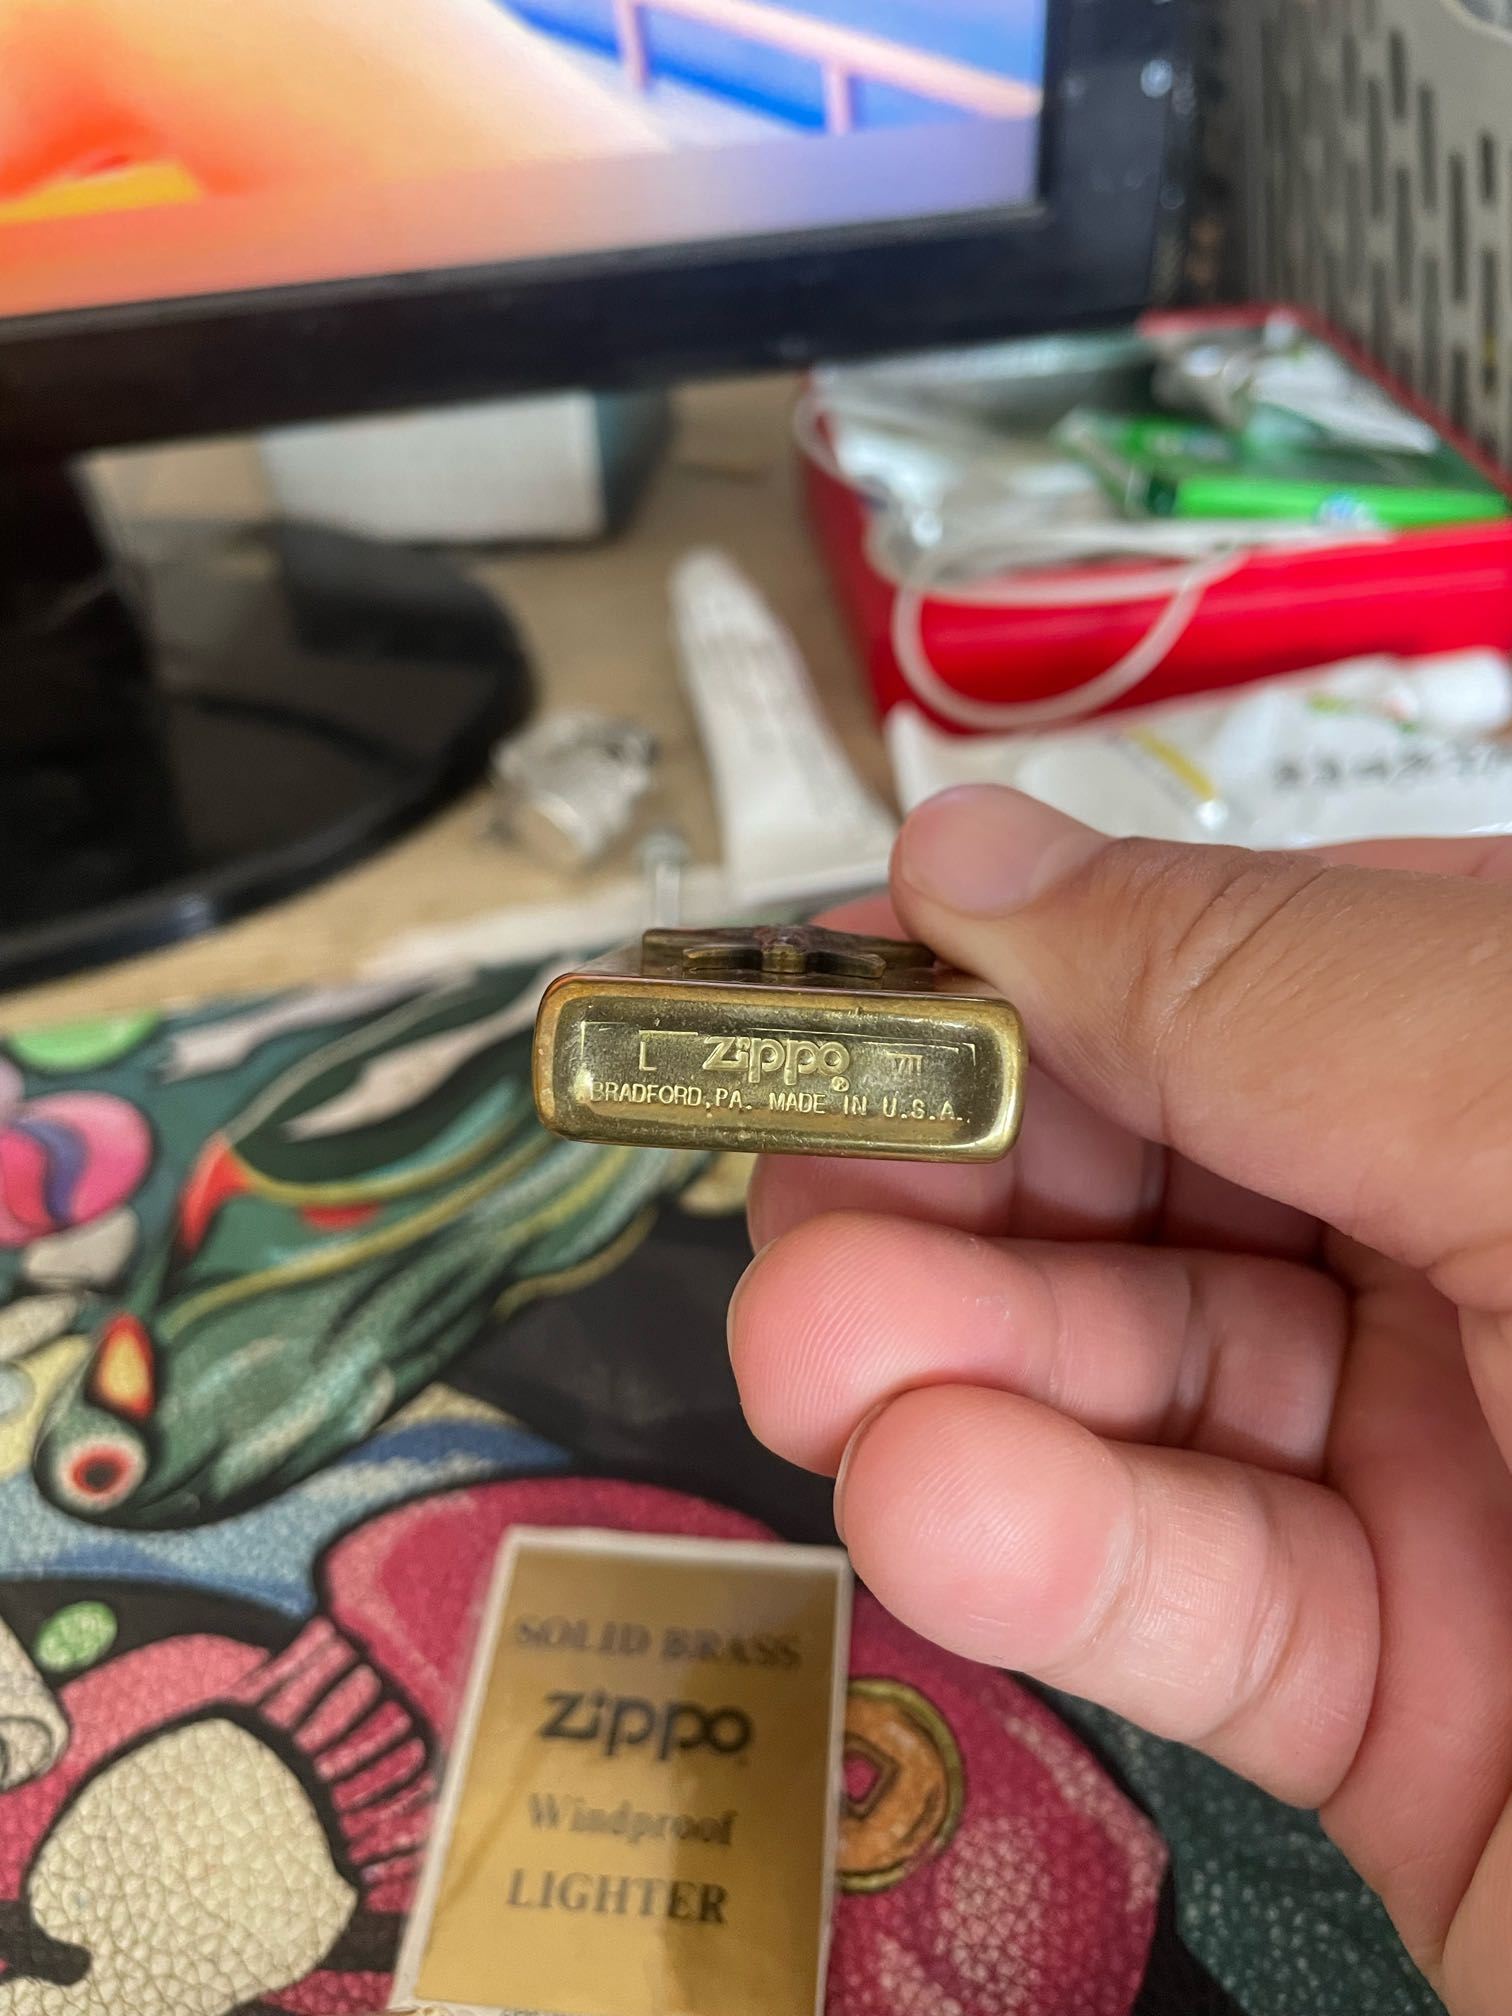 L Zippo® VII
BRADFORD, PA. MADE IN U.S.A.
SOLID BRASS
Zippo
Windproof
LIGHTER